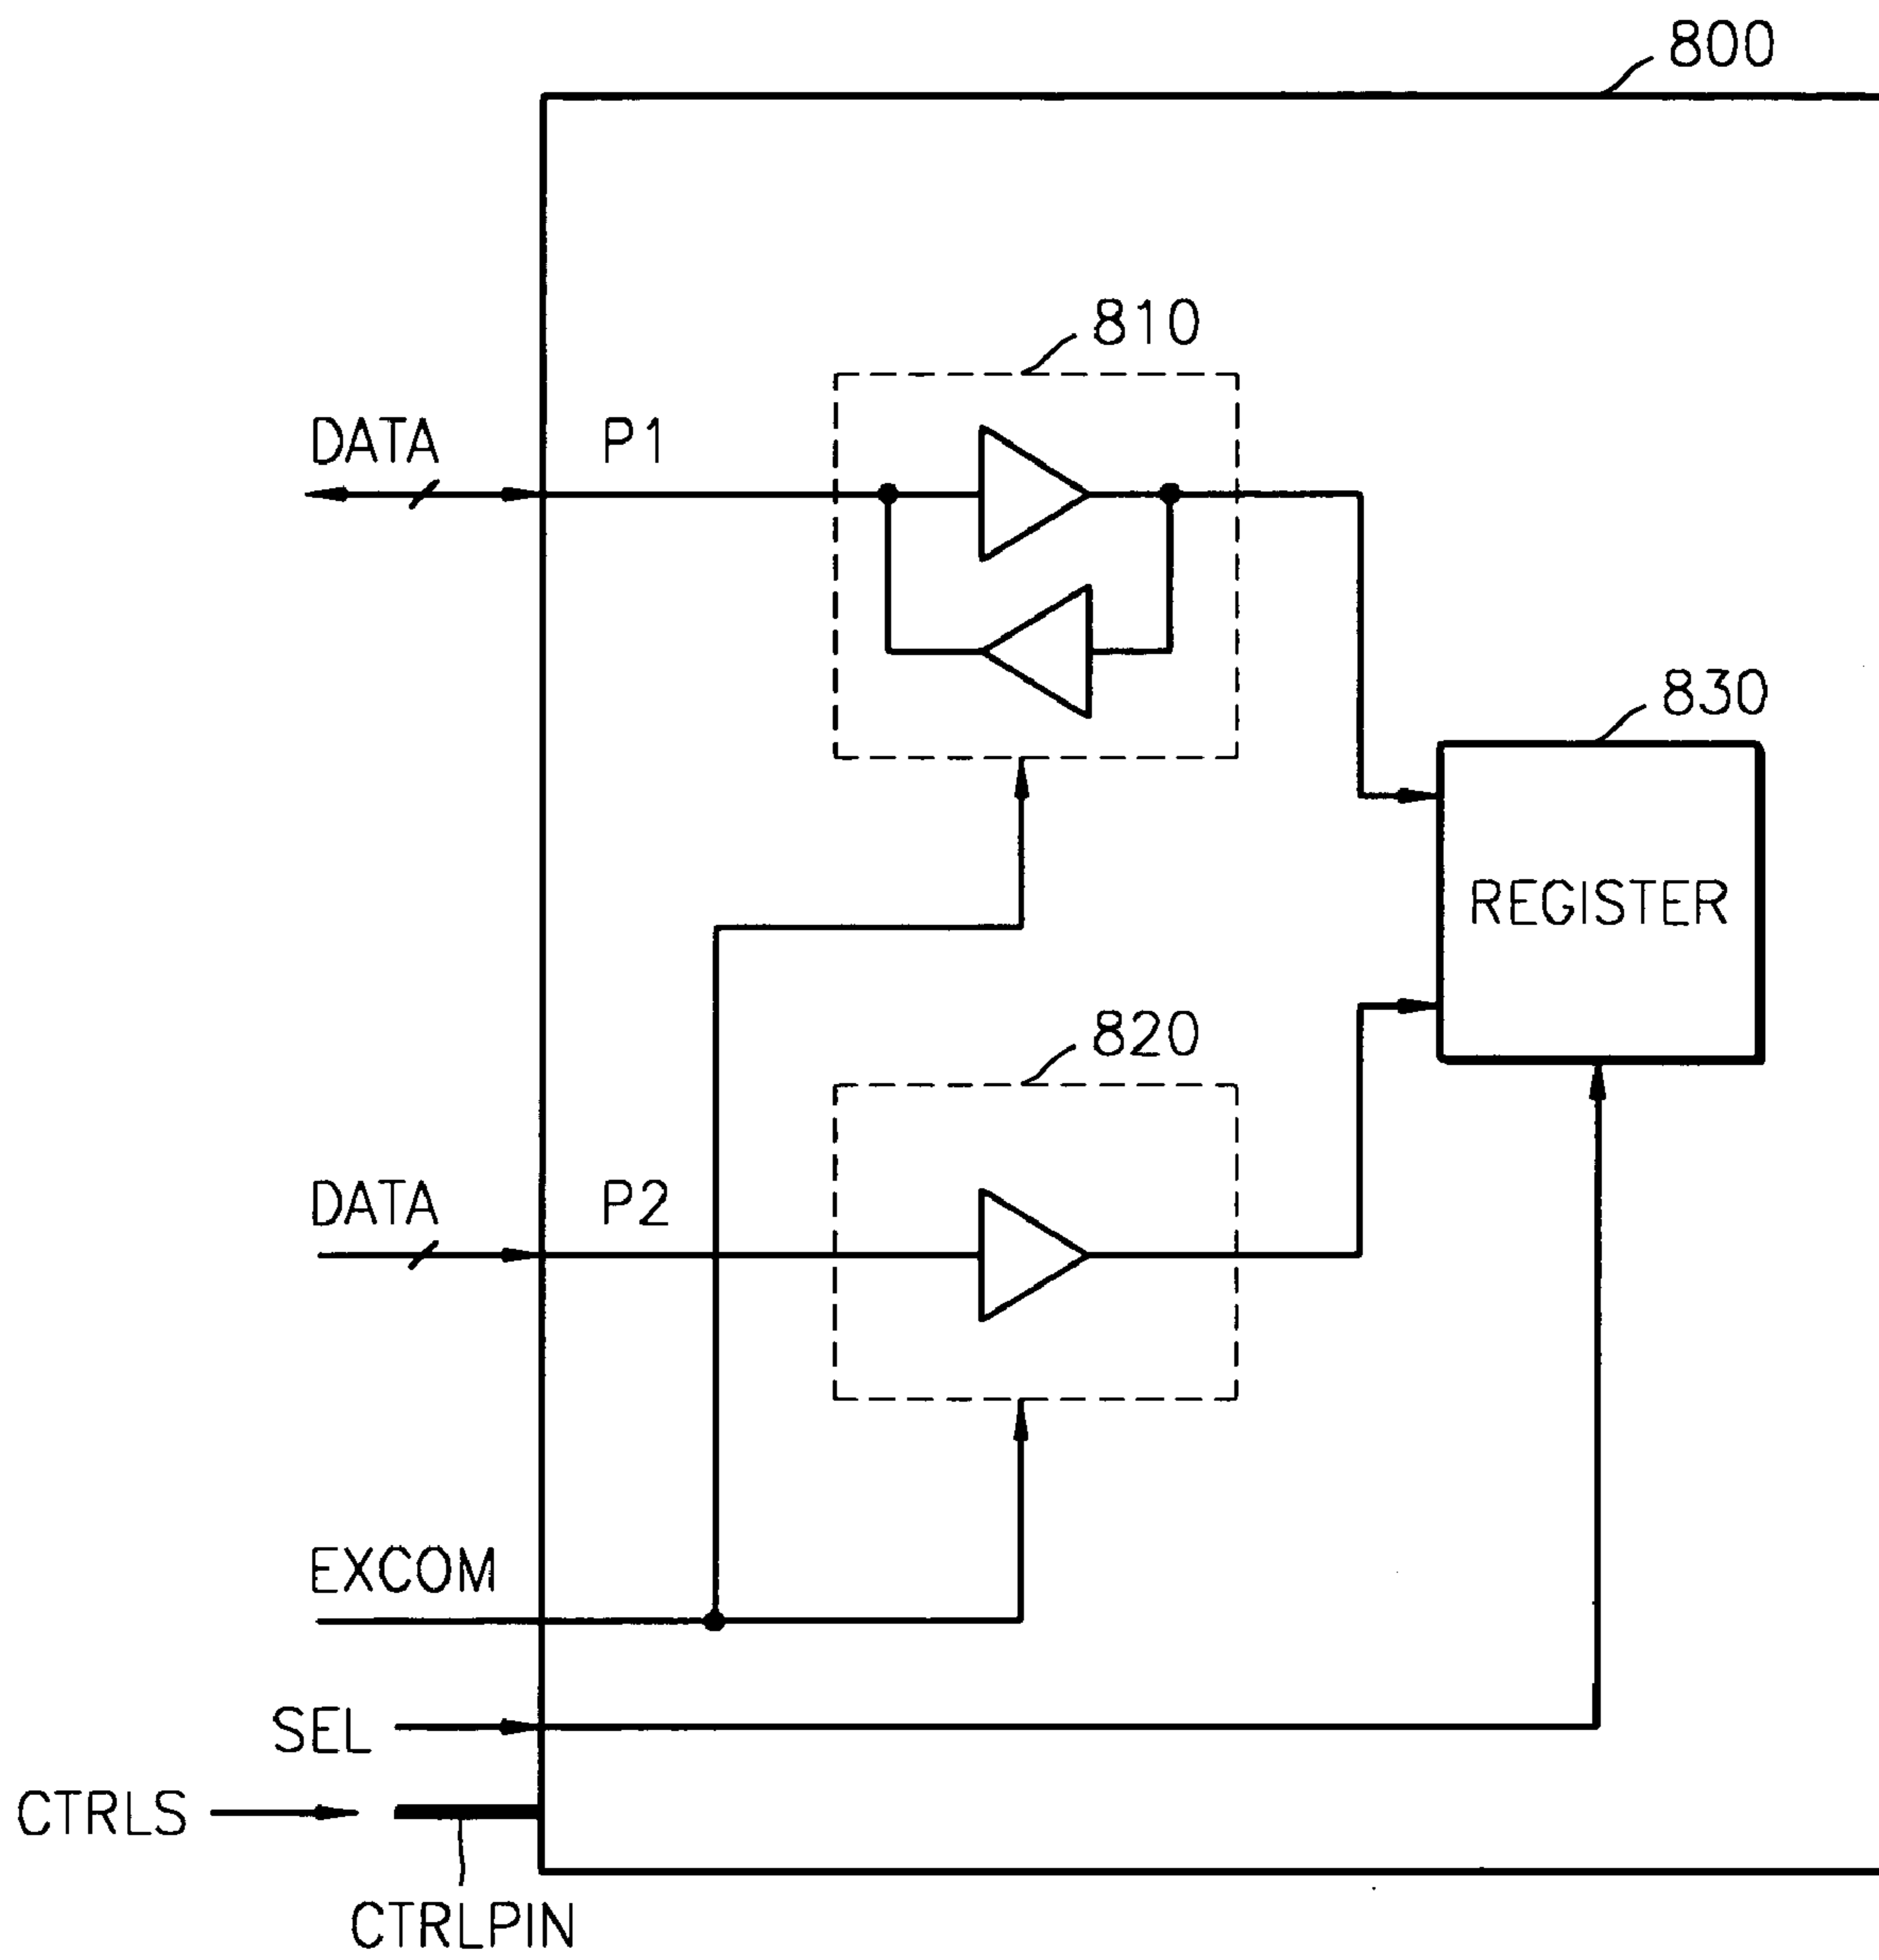 800
810
DATA P1
830
REGISTER
820
DATA P2
EXCOM
SEL
CTRLS
CTRLPIN